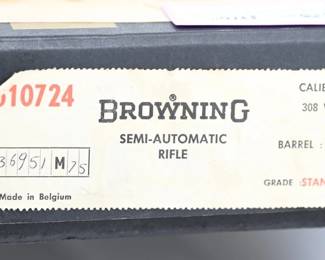 10724
BROWNING®
SEMI-AUTOMATIC
RIFLE
36951 M 75
Made in Belgium
CALIE
308
BARREL :
GRADE :STAN